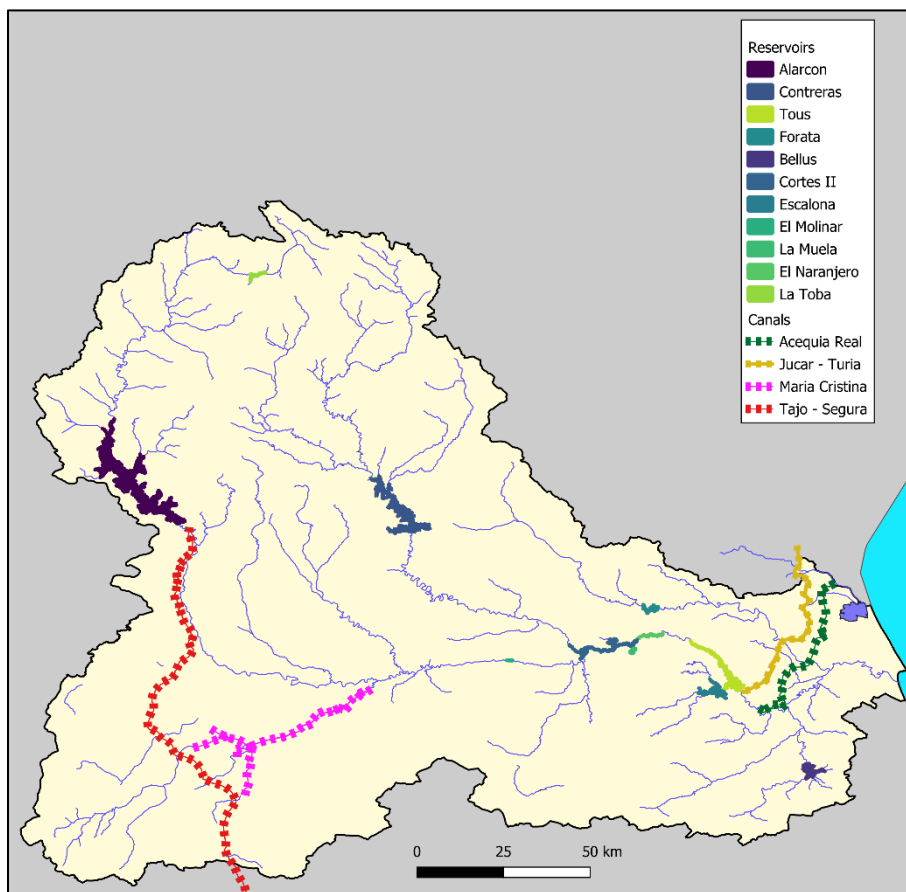 Reservoirs
Alarcon
Contreras
Tous
Forata
Bellus
Cortes II
Escalona
El Molinar
La Muela
El Naranjero
La Toba
Canals
Acequia Real
Jucar - Turia
Maria Cristina
Tajo - Segura
0 25 50 km